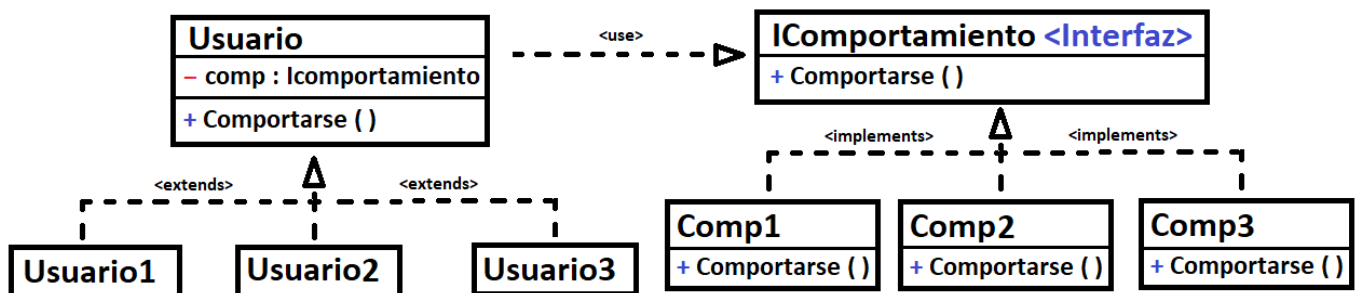 Usuario
– comp : Icomportamiento
+ Comportarse ( )
<use>
IComportamiento <Interfaz>
+ Comportarse ( )
<extends>
<extends>
Usuario1
Usuario2
Usuario3
<implements>
<implements>
Comp1
+ Comportarse ( )
Comp2
+ Comportarse ( )
Comp3
+ Comportarse ( )